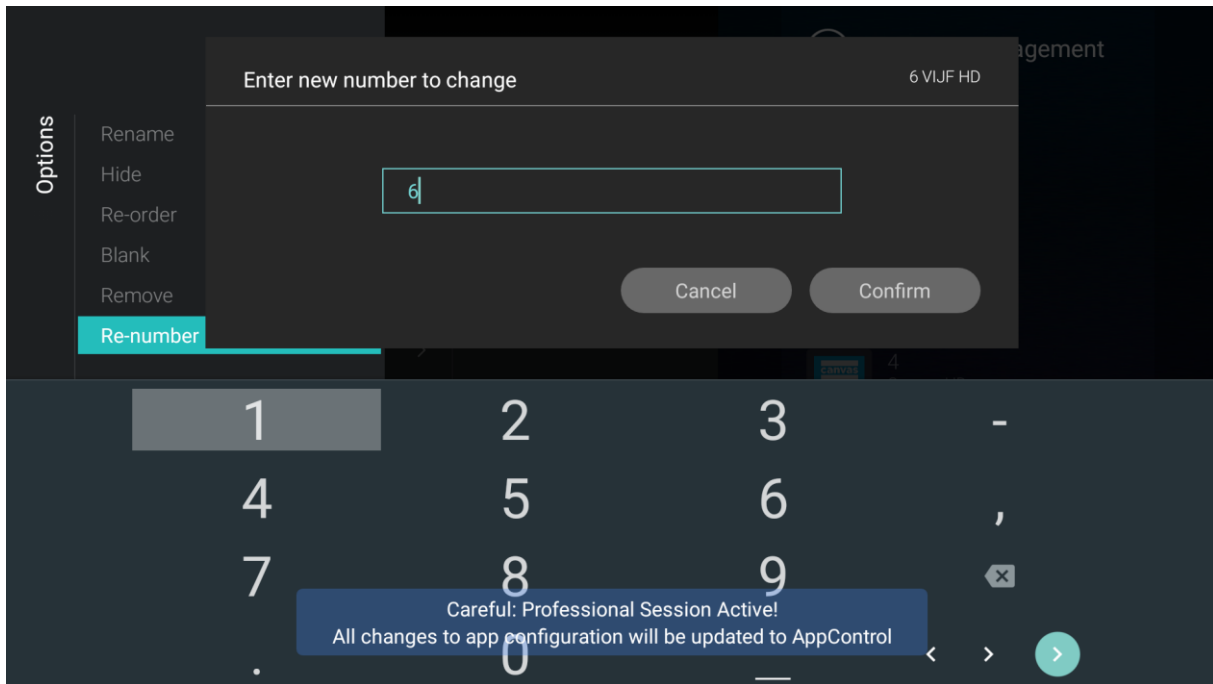 agement
Enter new number to change
6 VIJF HD
Options
Rename
Hide
Re-order
Blank
Remove
Re-number
6
Cancel
Confirm
canvas
4
1 2 3 -
4 5 6 ,
7 8 9
Careful: Professional Session Active!
All changes to app configuration will be updated to AppControl
. 0 _